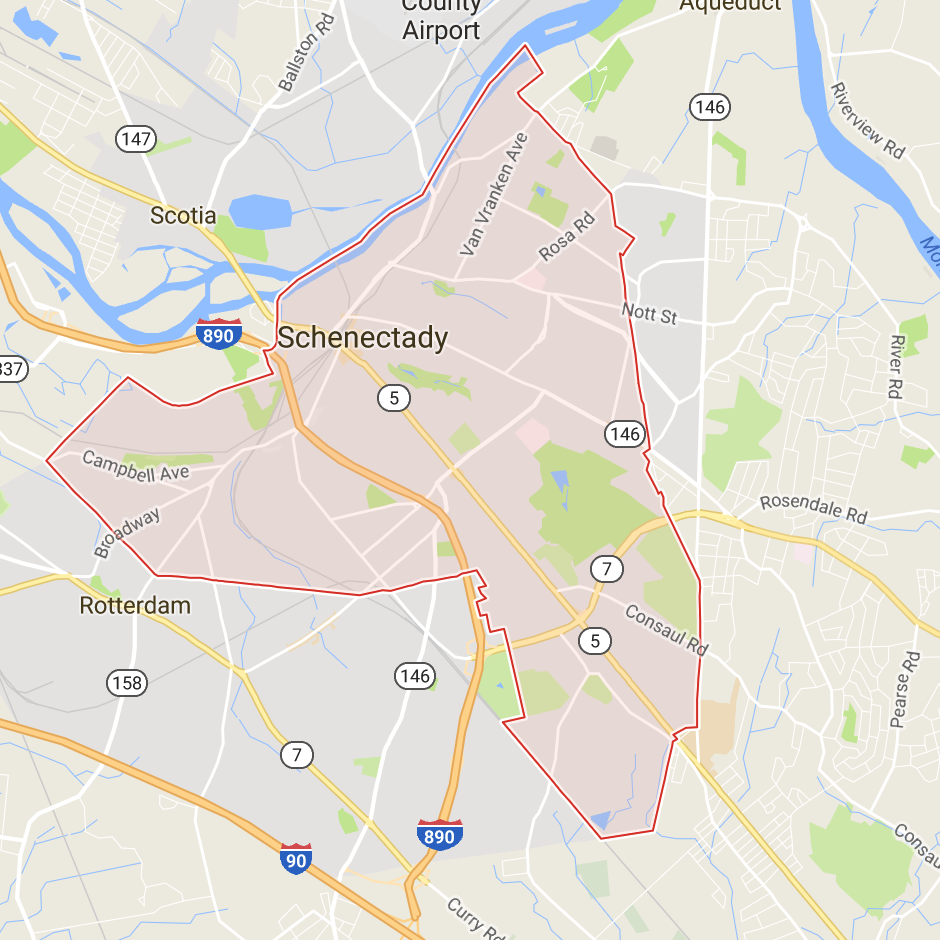 County
Airport
Aqueduct
Ballston Rd
147
146
Riverview Rd
Van Vranken Ave
Scotia
Rosa Rd
890
Schenectady
Nott St
337
5
River Rd
146
Campbell Ave
Broadway
Rosendale Rd
7
Rotterdam
Consaul Rd
5
158
146
Pearse Rd
7
890
90
Curry Rd